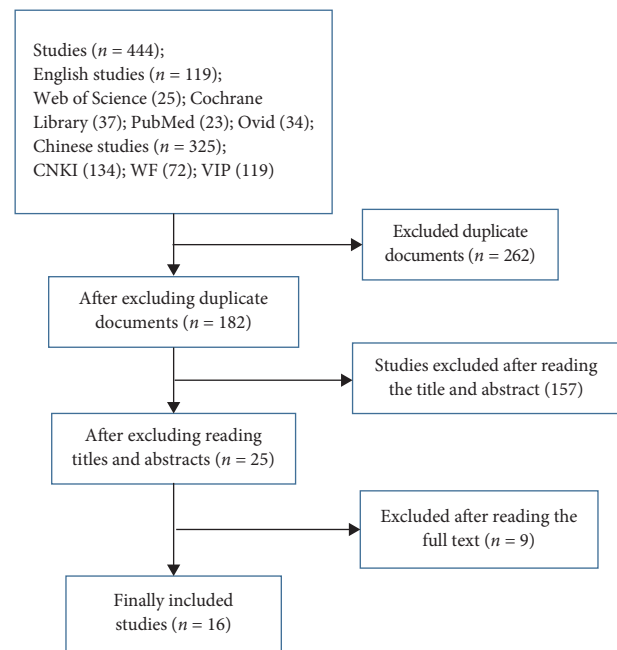 Studies (n = 444);
English studies (n = 119);
Web of Science (25); Cochrane
Library (37); PubMed (23); Ovid (34);
Chinese studies (n = 325);
CNKI (134); WF (72); VIP (119)
Excluded duplicate
documents (n = 262)
After excluding duplicate
documents (n = 182)
Studies excluded after reading
the title and abstract (157)
After excluding reading
titles and abstracts (n = 25)
Excluded after reading the
full text (n = 9)
Finally included
studies (n = 16)